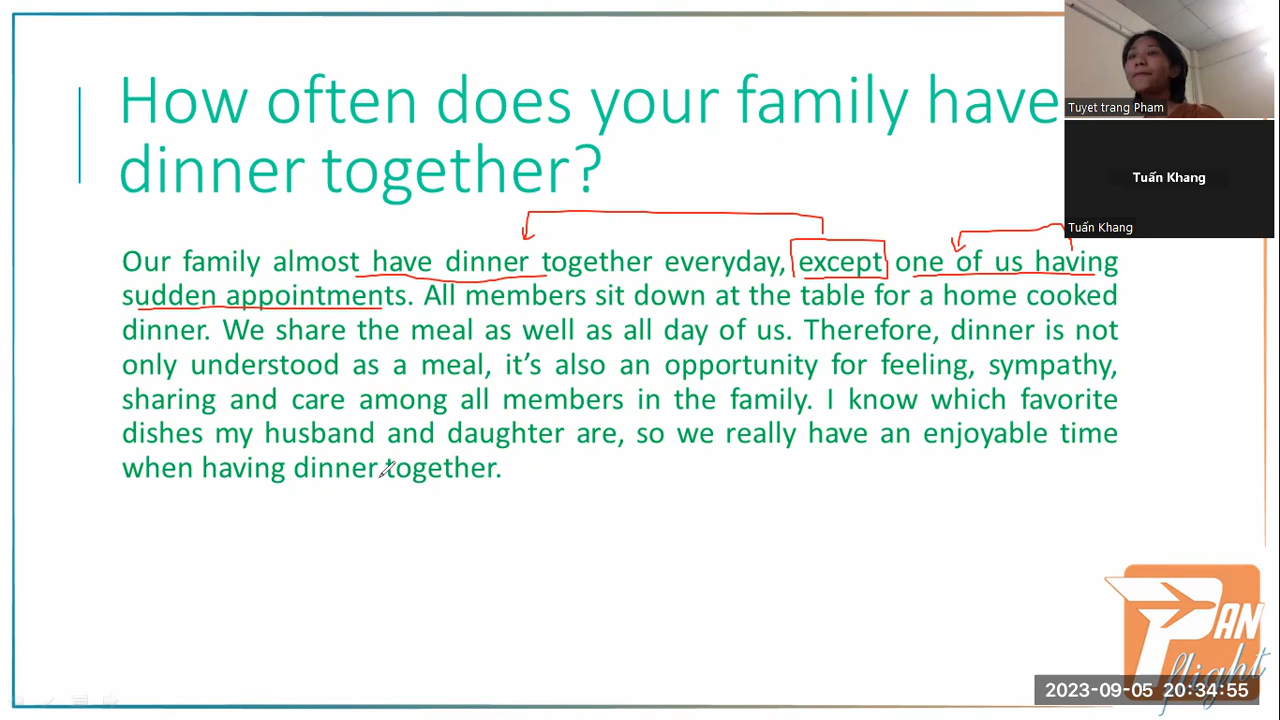 How often does your family have
dinner together?
Our family almost have dinner together everyday, except one of us having
sudden appointments. All members sit down at the table for a home cooked
dinner. We share the meal as well as all day of us. Therefore, dinner is not
only understood as a meal, it's also an opportunity for feeling, sympathy,
sharing and care among all members in the family. I know which favorite
dishes my husband and daughter are, so we really have an enjoyable time
when having dinner together.
Tuyet trang Pham
Tuấn Khang
Tuấn Khang
PAN
flight
2023-09-05 20:34:55